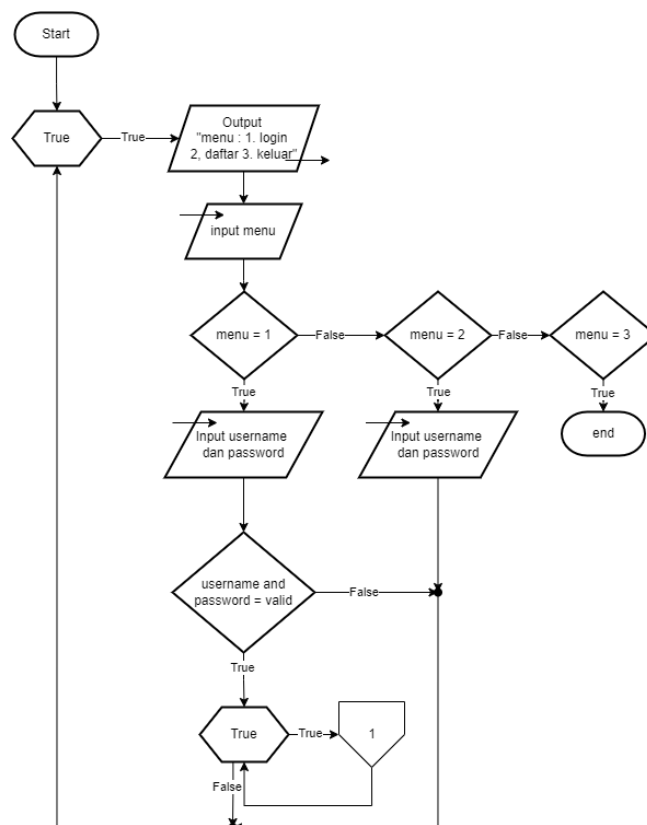 Start
True
True
Output
"menu : 1. login
2, daftar 3. keluar"
input menu
menu = 1
False
menu = 2
False
menu = 3
True
True
True
Input username
dan password
Input username
dan password
end
username and
password = valid
False
True
True
True
1
False